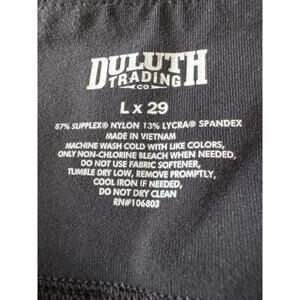 DULUTH
TRADING
CO
L x 29
87% SUPPLEX® NYLON 13% LYCRA® SPANDEX
MADE IN VIETNAM
MACHINE WASH COLD WITH LIKE COLORS,
ONLY NON-CHLORINE BLEACH WHEN NEEDED,
DO NOT USE FABRIC SOFTENER,
TUMBLE DRY LOW, REMOVE PROMPTLY,
COOL IRON IF NEEDED,
DO NOT DRY CLEAN
RN#106803